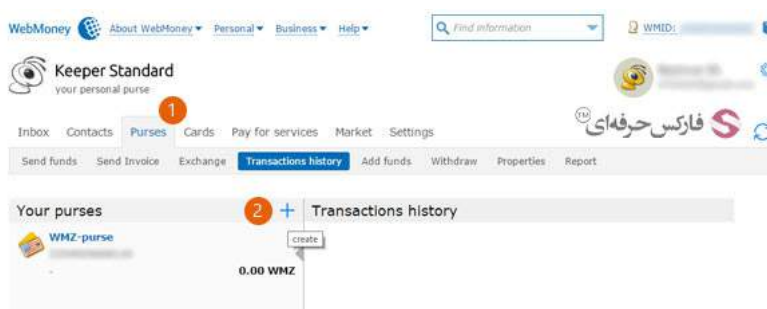 WebMoney About WebMoney Personal Business Help Find information WMID:
Keeper Standard
your personal purse
1
فارکس حرفه‌ای™
Inbox Contacts Purses Cards Pay for services Market Settings
Send funds Send Invoice Exchange Transactions history Add funds Withdraw Properties Report
Your purses 2 + Transactions history
create
WMZ-purse
- 0.00 WMZ